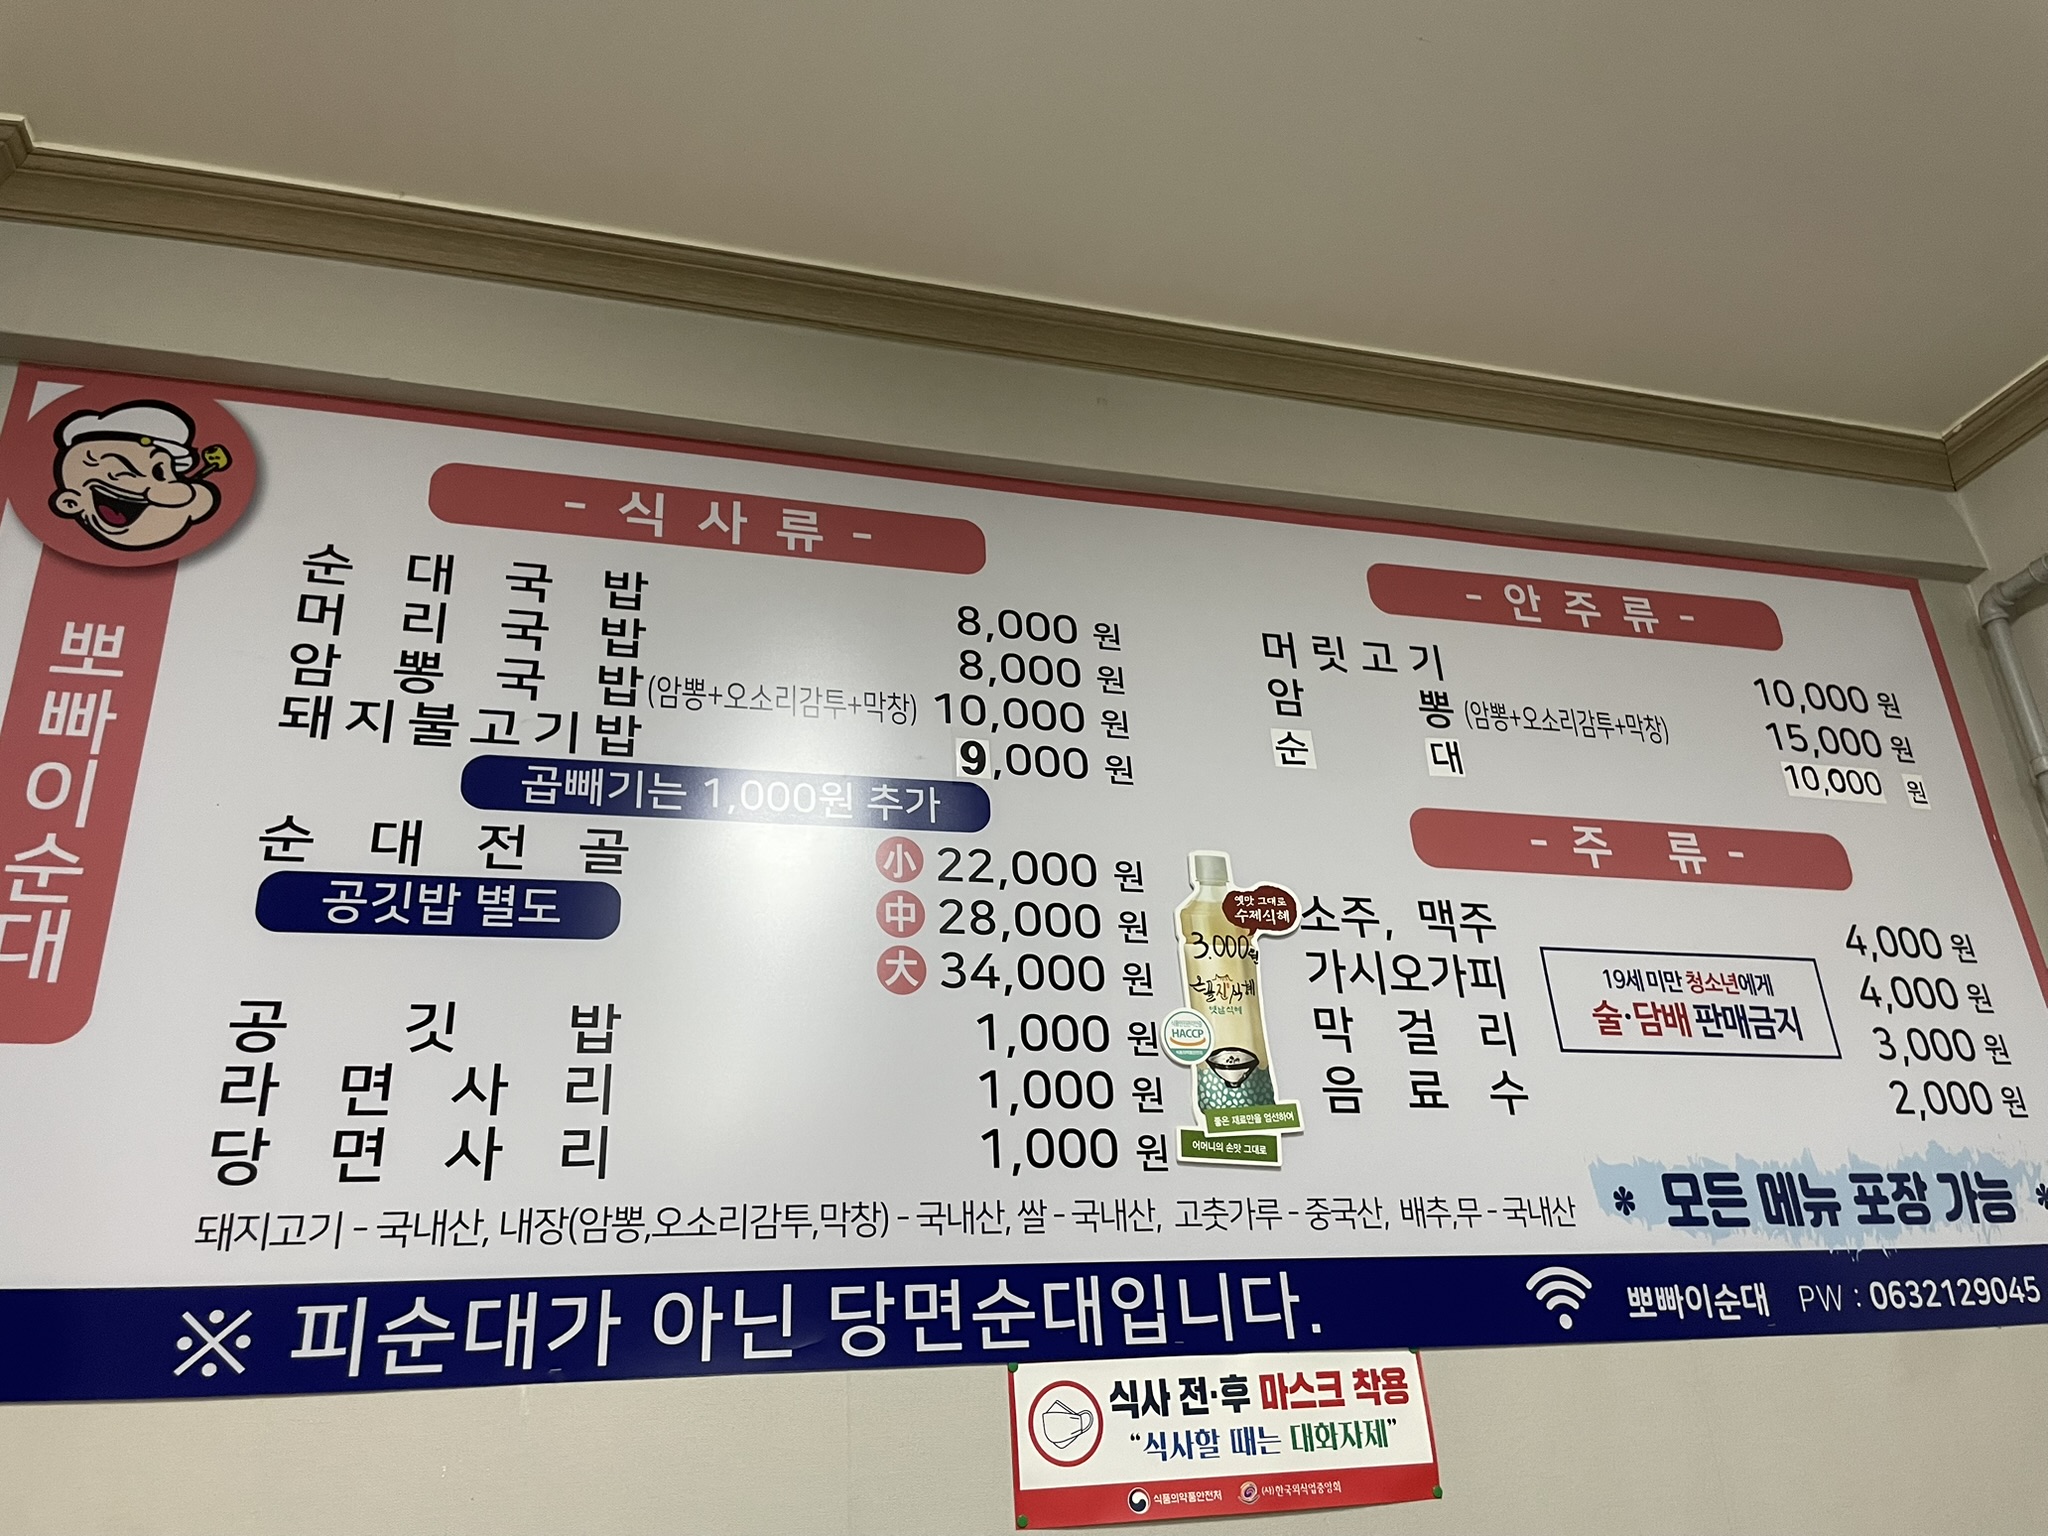 뽀빠이순대
- 식사류 -
순대국밥 8,000 원
머리국밥 8,000 원
암뽕국밥(암뽕+오소리감투+막창) 10,000 원
돼지불고기밥 9,000 원
곱빼기는 1,000원 추가
순대전골 小 22,000 원
공깃밥 별도 中 28,000 원
大 34,000 원
공깃밥 1,000 원
라면사리 1,000 원
당면사리 1,000 원
- 안주류 -
머릿고기 10,000 원
암뽕 (암뽕+오소리감투+막창) 15,000 원
순대 10,000 원
- 주류 -
소주, 맥주 4,000 원
가시오가피 4,000 원
막걸리 3,000 원
음료수 2,000 원
19세 미만 청소년에게
술·담배 판매금지
옛맛 그대로
수제식혜
3,000원
옛날식혜
HACCP
좋은 재료만을 엄선하여
어머니의 손맛 그대로
돼지고기 - 국내산, 내장(암뽕,오소리감투,막창) - 국내산, 쌀 - 국내산, 고춧가루 - 중국산, 배추,무 - 국내산
* 모든 메뉴 포장 가능 *
※ 피순대가 아닌 당면순대입니다.
뽀빠이순대 PW : 0632129045
식사 전·후 마스크 착용
“식사할 때는 대화자제”
식품의약품안전처 (사)한국외식업중앙회